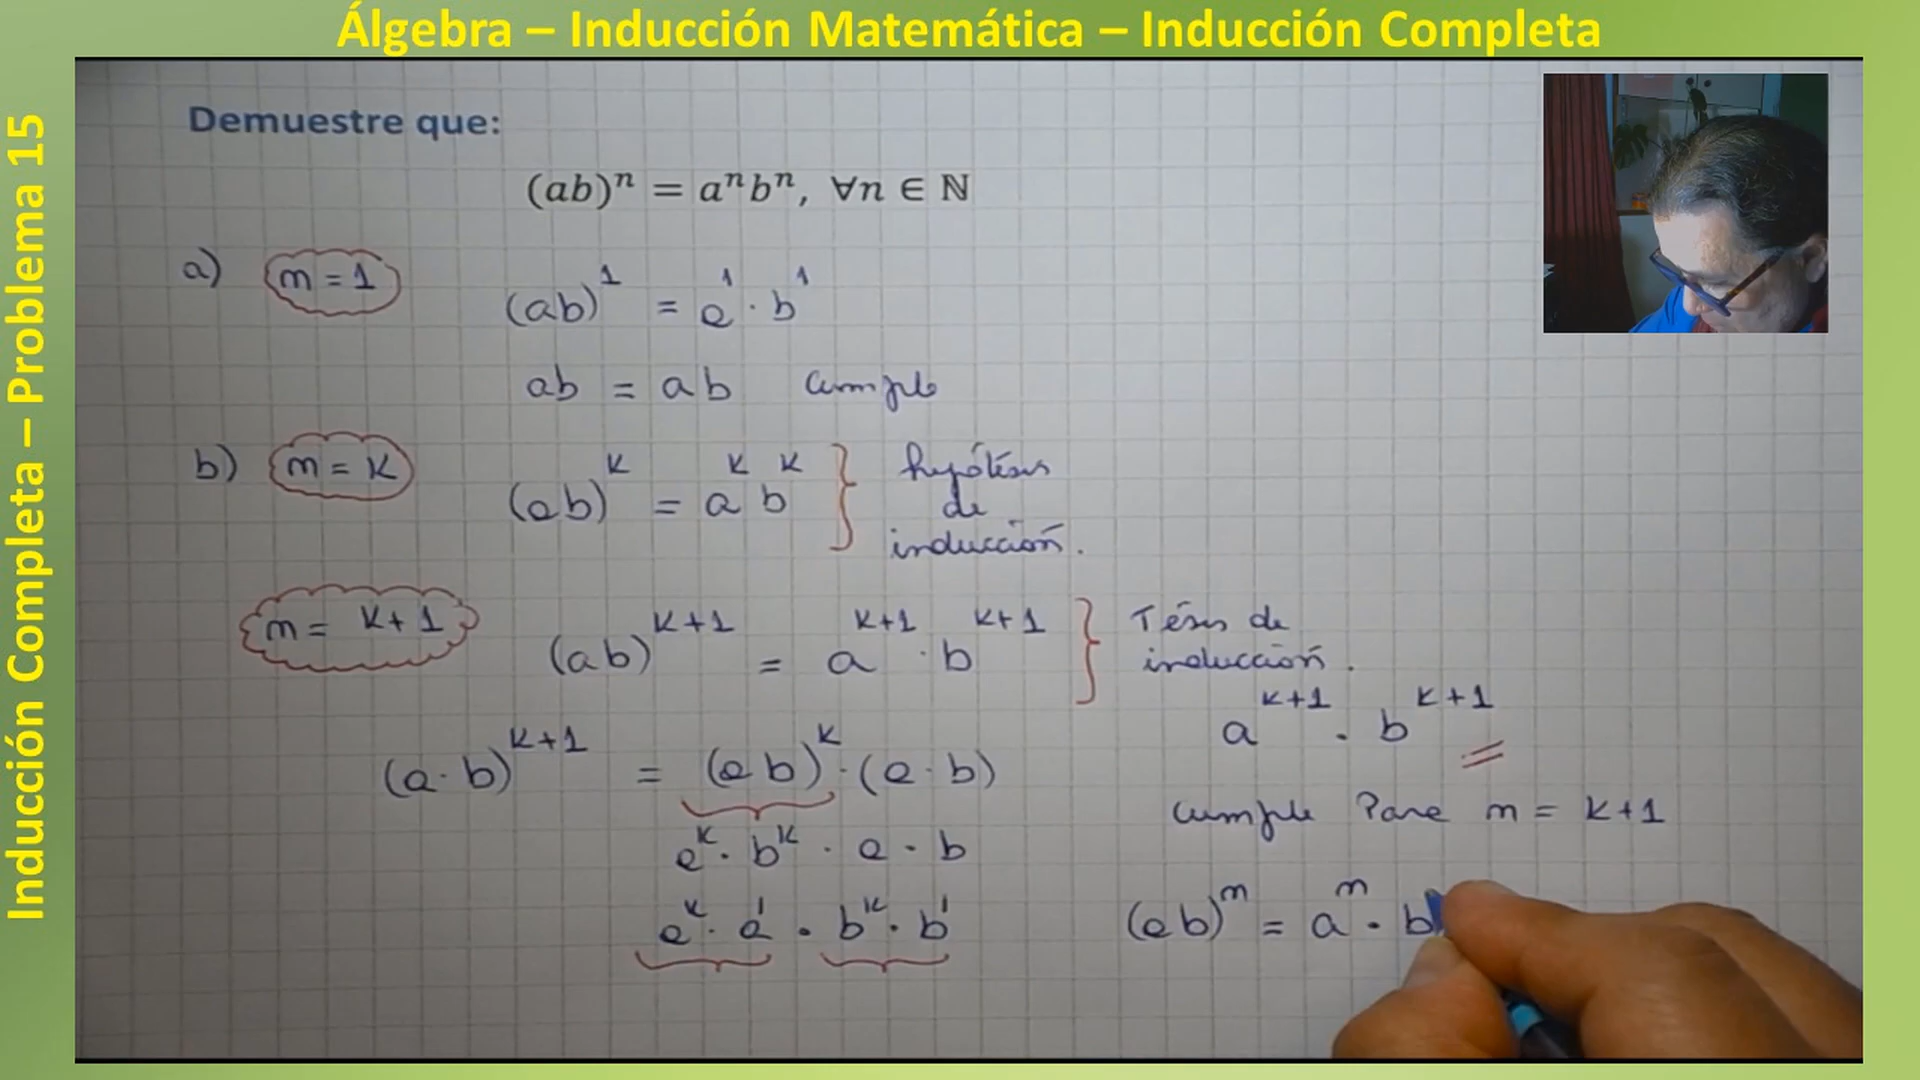 Álgebra – Inducción Matemática – Inducción Completa
Inducción Completa – Problema 15
Demuestre que:
(ab)ⁿ = aⁿbⁿ, ∀n ∈ ℕ
a) n = 1 (ab)¹ = a¹ · b¹
ab = ab cumple
b) n = k (ab)ᵏ = aᵏ bᵏ } hipótesis
de
inducción.
n = k+1 (ab)ᵏ⁺¹ = aᵏ⁺¹ · bᵏ⁺¹ } Tésis de
inducción.
(a·b)ᵏ⁺¹ = (ab)ᵏ·(a·b)
aᵏ·bᵏ · a · b
aᵏ·a¹ · bᵏ·b¹
aᵏ⁺¹ · bᵏ⁺¹
cumple Para n = k+1
(ab)ⁿ = aⁿ · b